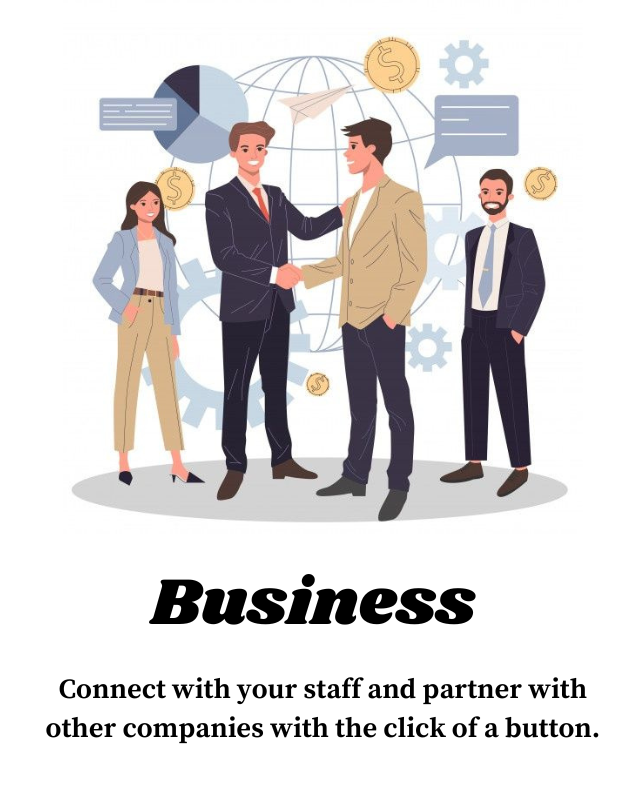 Business
Connect with your staff and partner with
other companies with the click of a button.